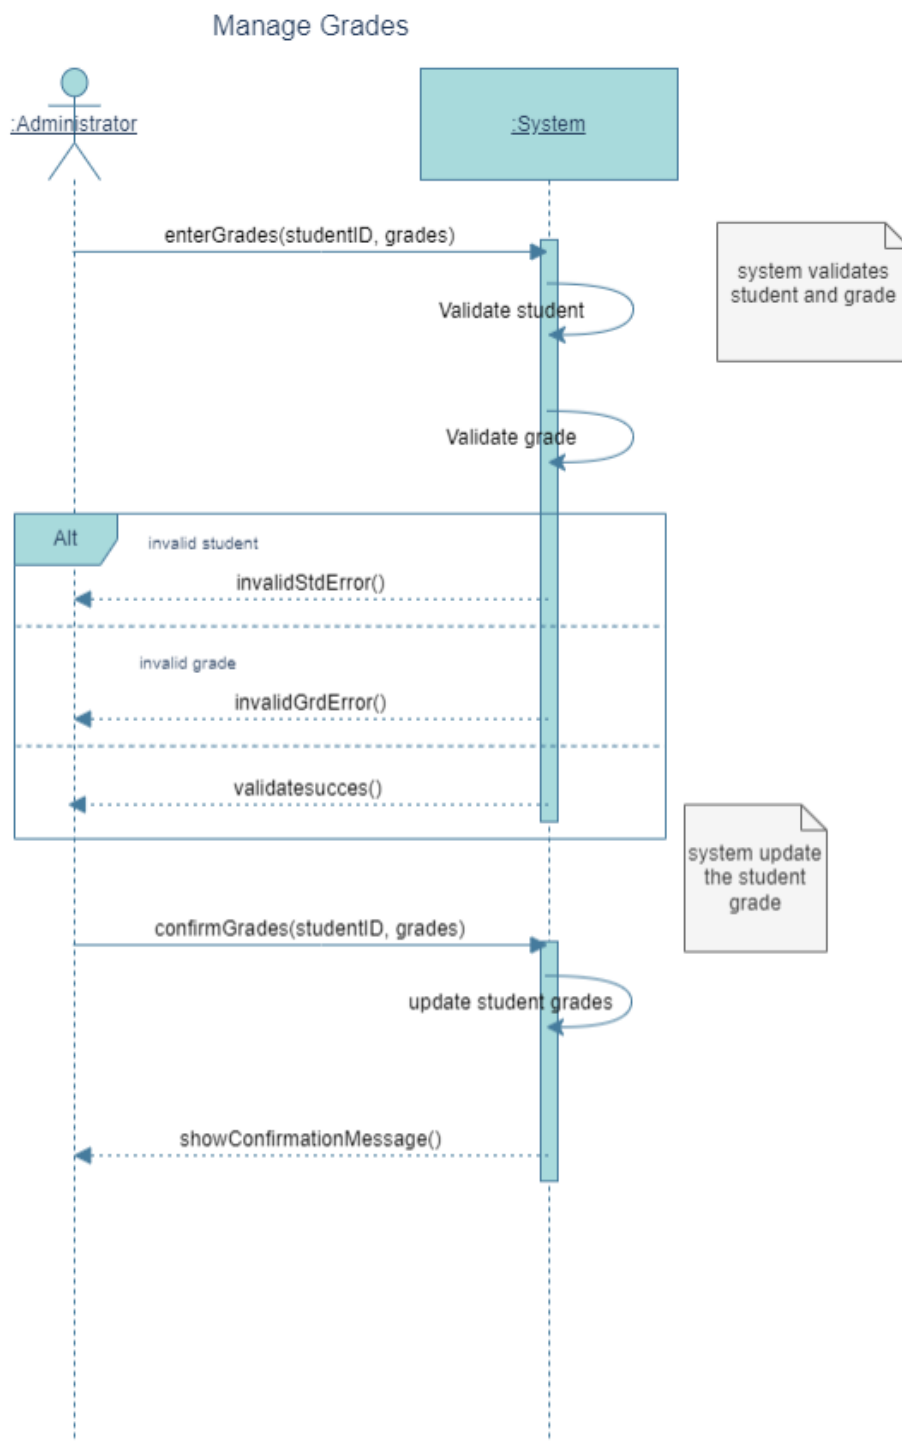 Manage Grades
:Administrator
:System
enterGrades(studentID, grades)
system validates
student and grade
Validate student
Validate grade
Alt
invalid student
invalidStdError()
invalid grade
invalidGrdError()
validatesucces()
system update
the student
grade
confirmGrades(studentID, grades)
update student grades
showConfirmationMessage()